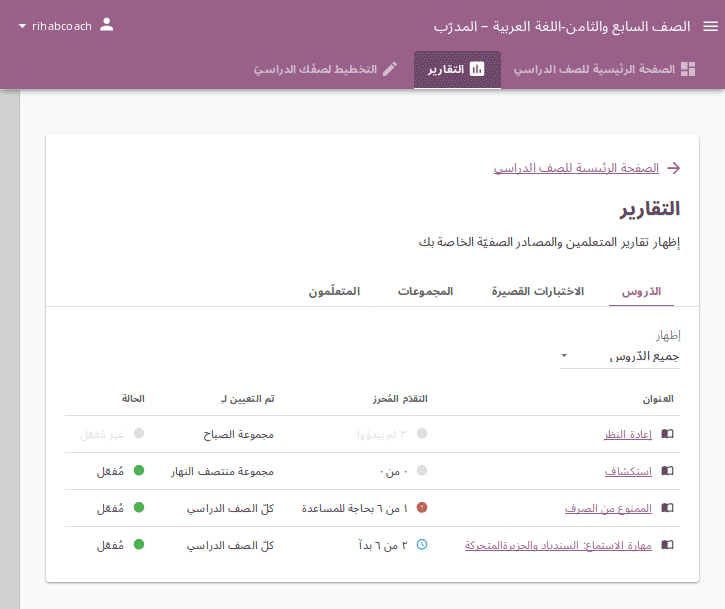 الصف السابع والثامن-اللغة العربية – المدرّب
rihabcoach
الصفحة الرئيسية للصف الدراسي
التقارير
التخطيط لصفّك الدراسيّ
الصفحة الرئيسية للصف الدراسي
التقارير
إظهار تقارير المتعلمين والمصادر الصفيّة الخاصة بك
الدّروس
الاختبارات القصيرة
المجموعات
المتعلّمون
إظهار
جميع الدّروس
العنوان التقدّم المُحرز تم التعيين لـِ الحالة
إعادة النظر ٣ لم يبدؤوا مجموعة الصباح غير مُفعّل
استكشاف ٠ من ٠ مجموعة منتصف النهار مُفعّل
الممنوع من الصرف ١ من ٦ بحاجة للمساعدة كلّ الصف الدراسي مُفعّل
مهارة الاستماع: السندباد والجزيرةالمتحركة ٢ من ٦ بدأ كلّ الصف الدراسي مُفعّل